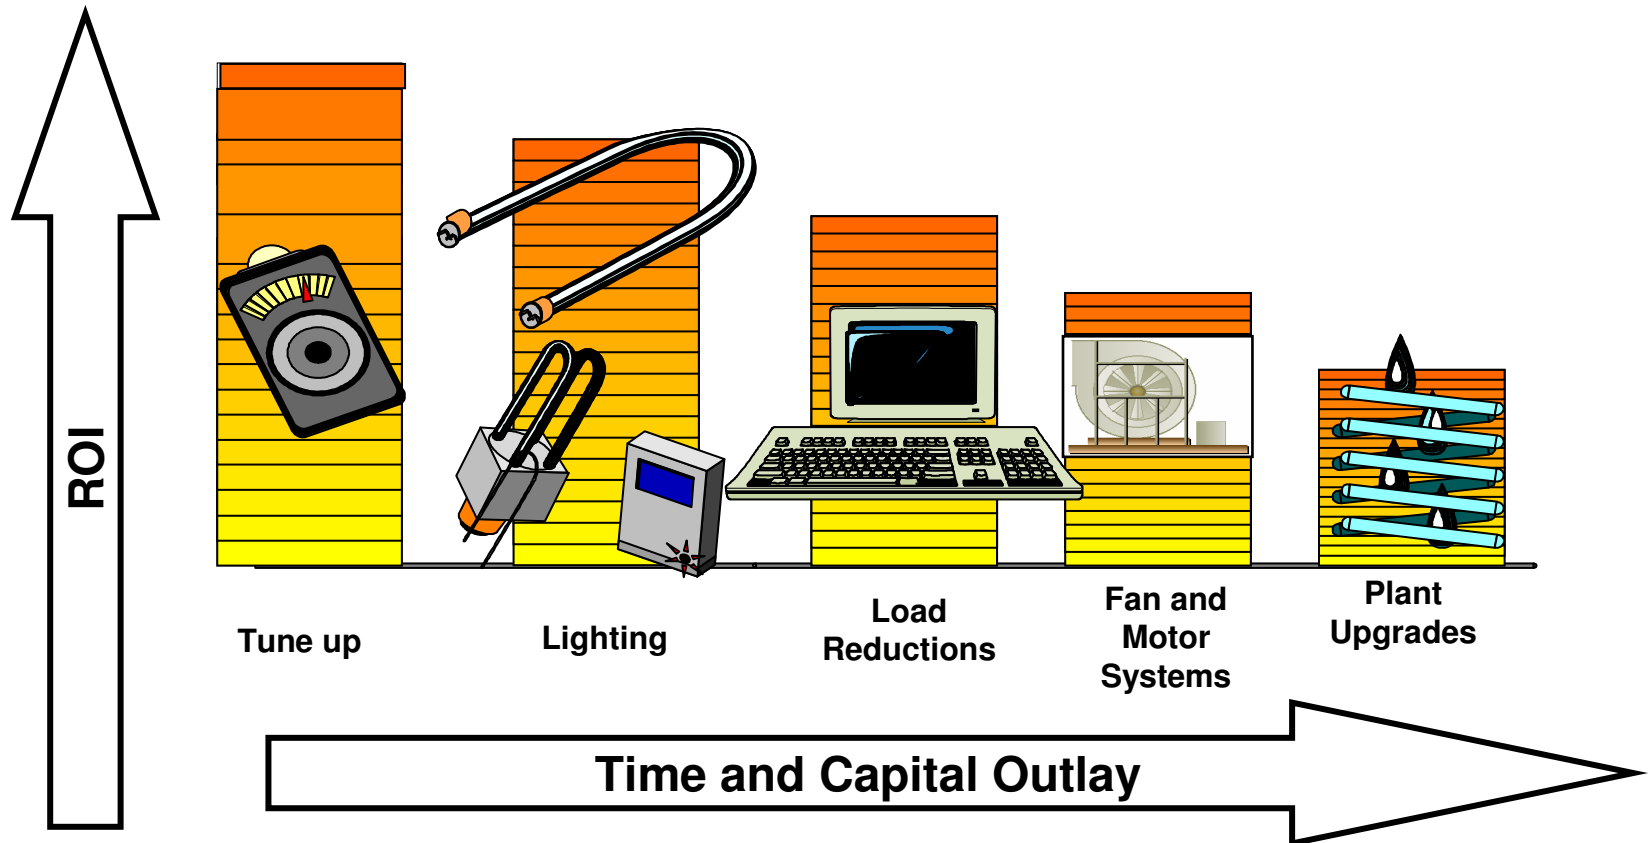 ROI
Tune up
Lighting
Load
Reductions
Fan and
Motor
Systems
Plant
Upgrades
Time and Capital Outlay